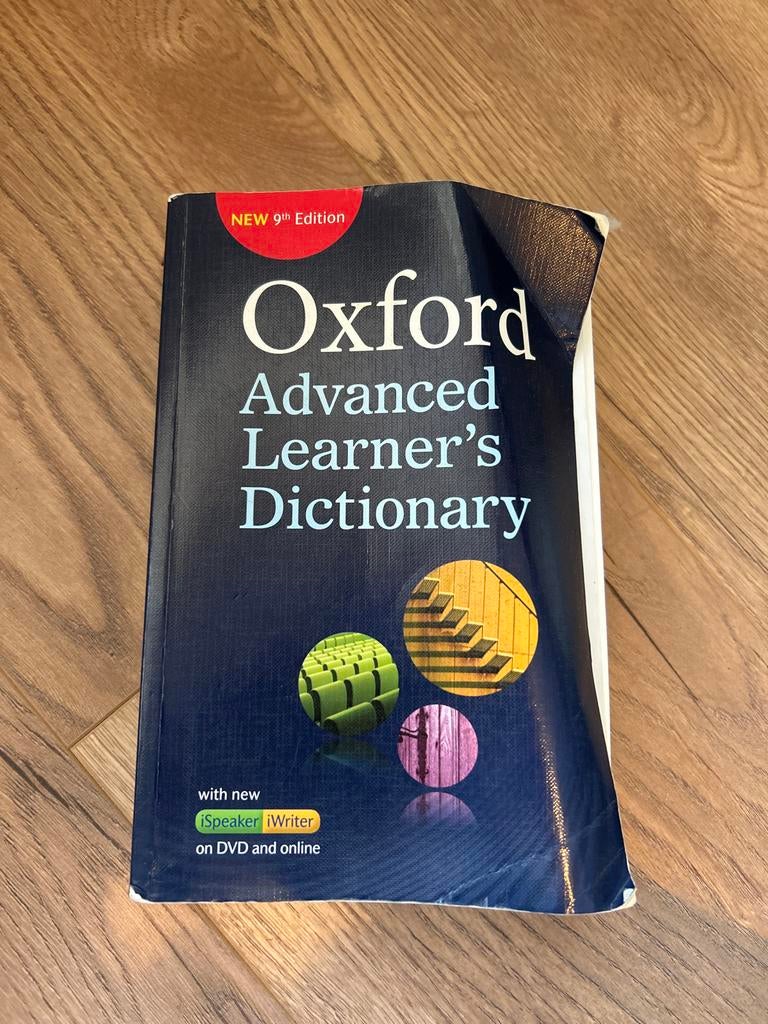 NEW 9th Edition
Oxford
Advanced
Learner's
Dictionary
with new
iSpeaker iWriter
on DVD and online